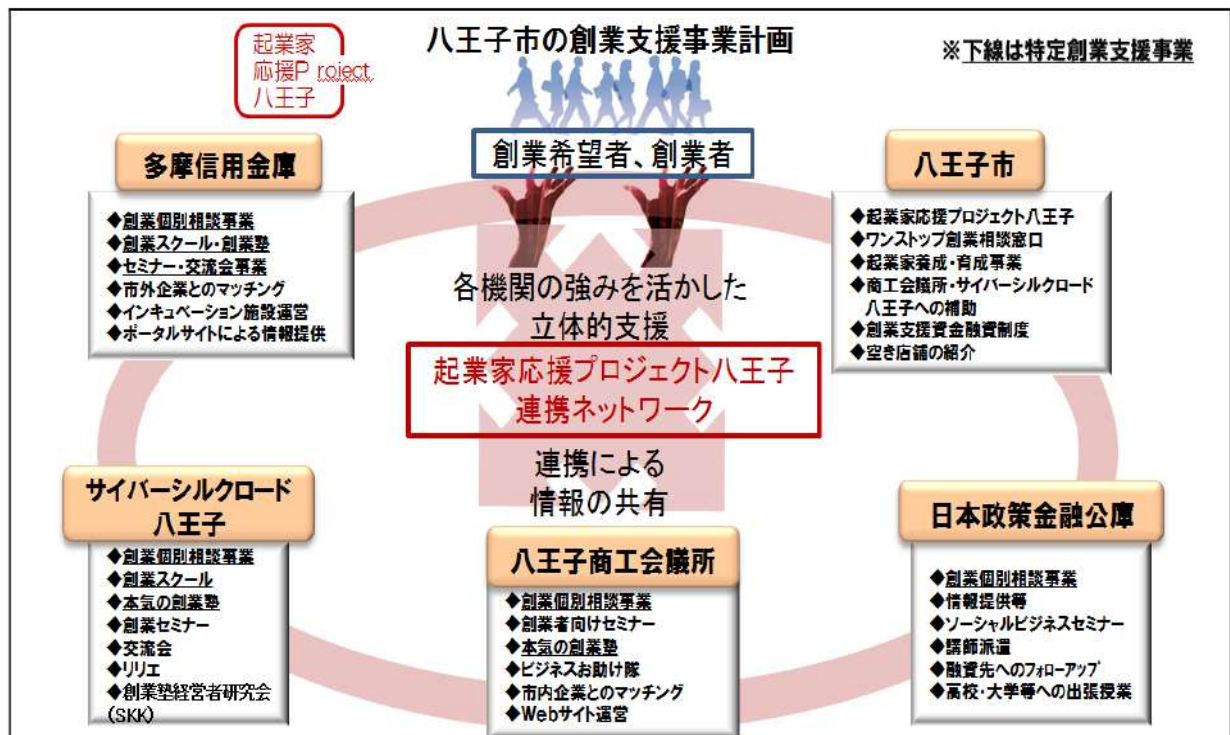 起業家
応援P roject
八王子
八王子市の創業支援事業計画
※下線は特定創業支援事業
創業希望者、創業者
多摩信用金庫
◆創業個別相談事業
◆創業スクール・創業塾
◆セミナー・交流会事業
◆市外企業とのマッチング
◆インキュベーション施設運営
◆ポータルサイトによる情報提供
八王子市
◆起業家応援プロジェクト八王子
◆ワンストップ創業相談窓口
◆起業家養成・育成事業
◆商工会議所・サイバーシルクロード
八王子への補助
◆創業支援資金融資制度
◆空き店舗の紹介
各機関の強みを活かした
立体的支援
起業家応援プロジェクト八王子
連携ネットワーク
連携による
情報の共有
サイバーシルクロード
八王子
◆創業個別相談事業
◆創業スクール
◆本気の創業塾
◆創業セミナー
◆交流会
◆リリエ
◆創業塾経営者研究会
(SKK)
八王子商工会議所
◆創業個別相談事業
◆創業者向けセミナー
◆本気の創業塾
◆ビジネスお助け隊
◆市内企業とのマッチング
◆Webサイト運営
日本政策金融公庫
◆創業個別相談事業
◆情報提供等
◆ソーシャルビジネスセミナー
◆講師派遣
◆融資先へのフォローアップ
◆高校・大学等への出張授業